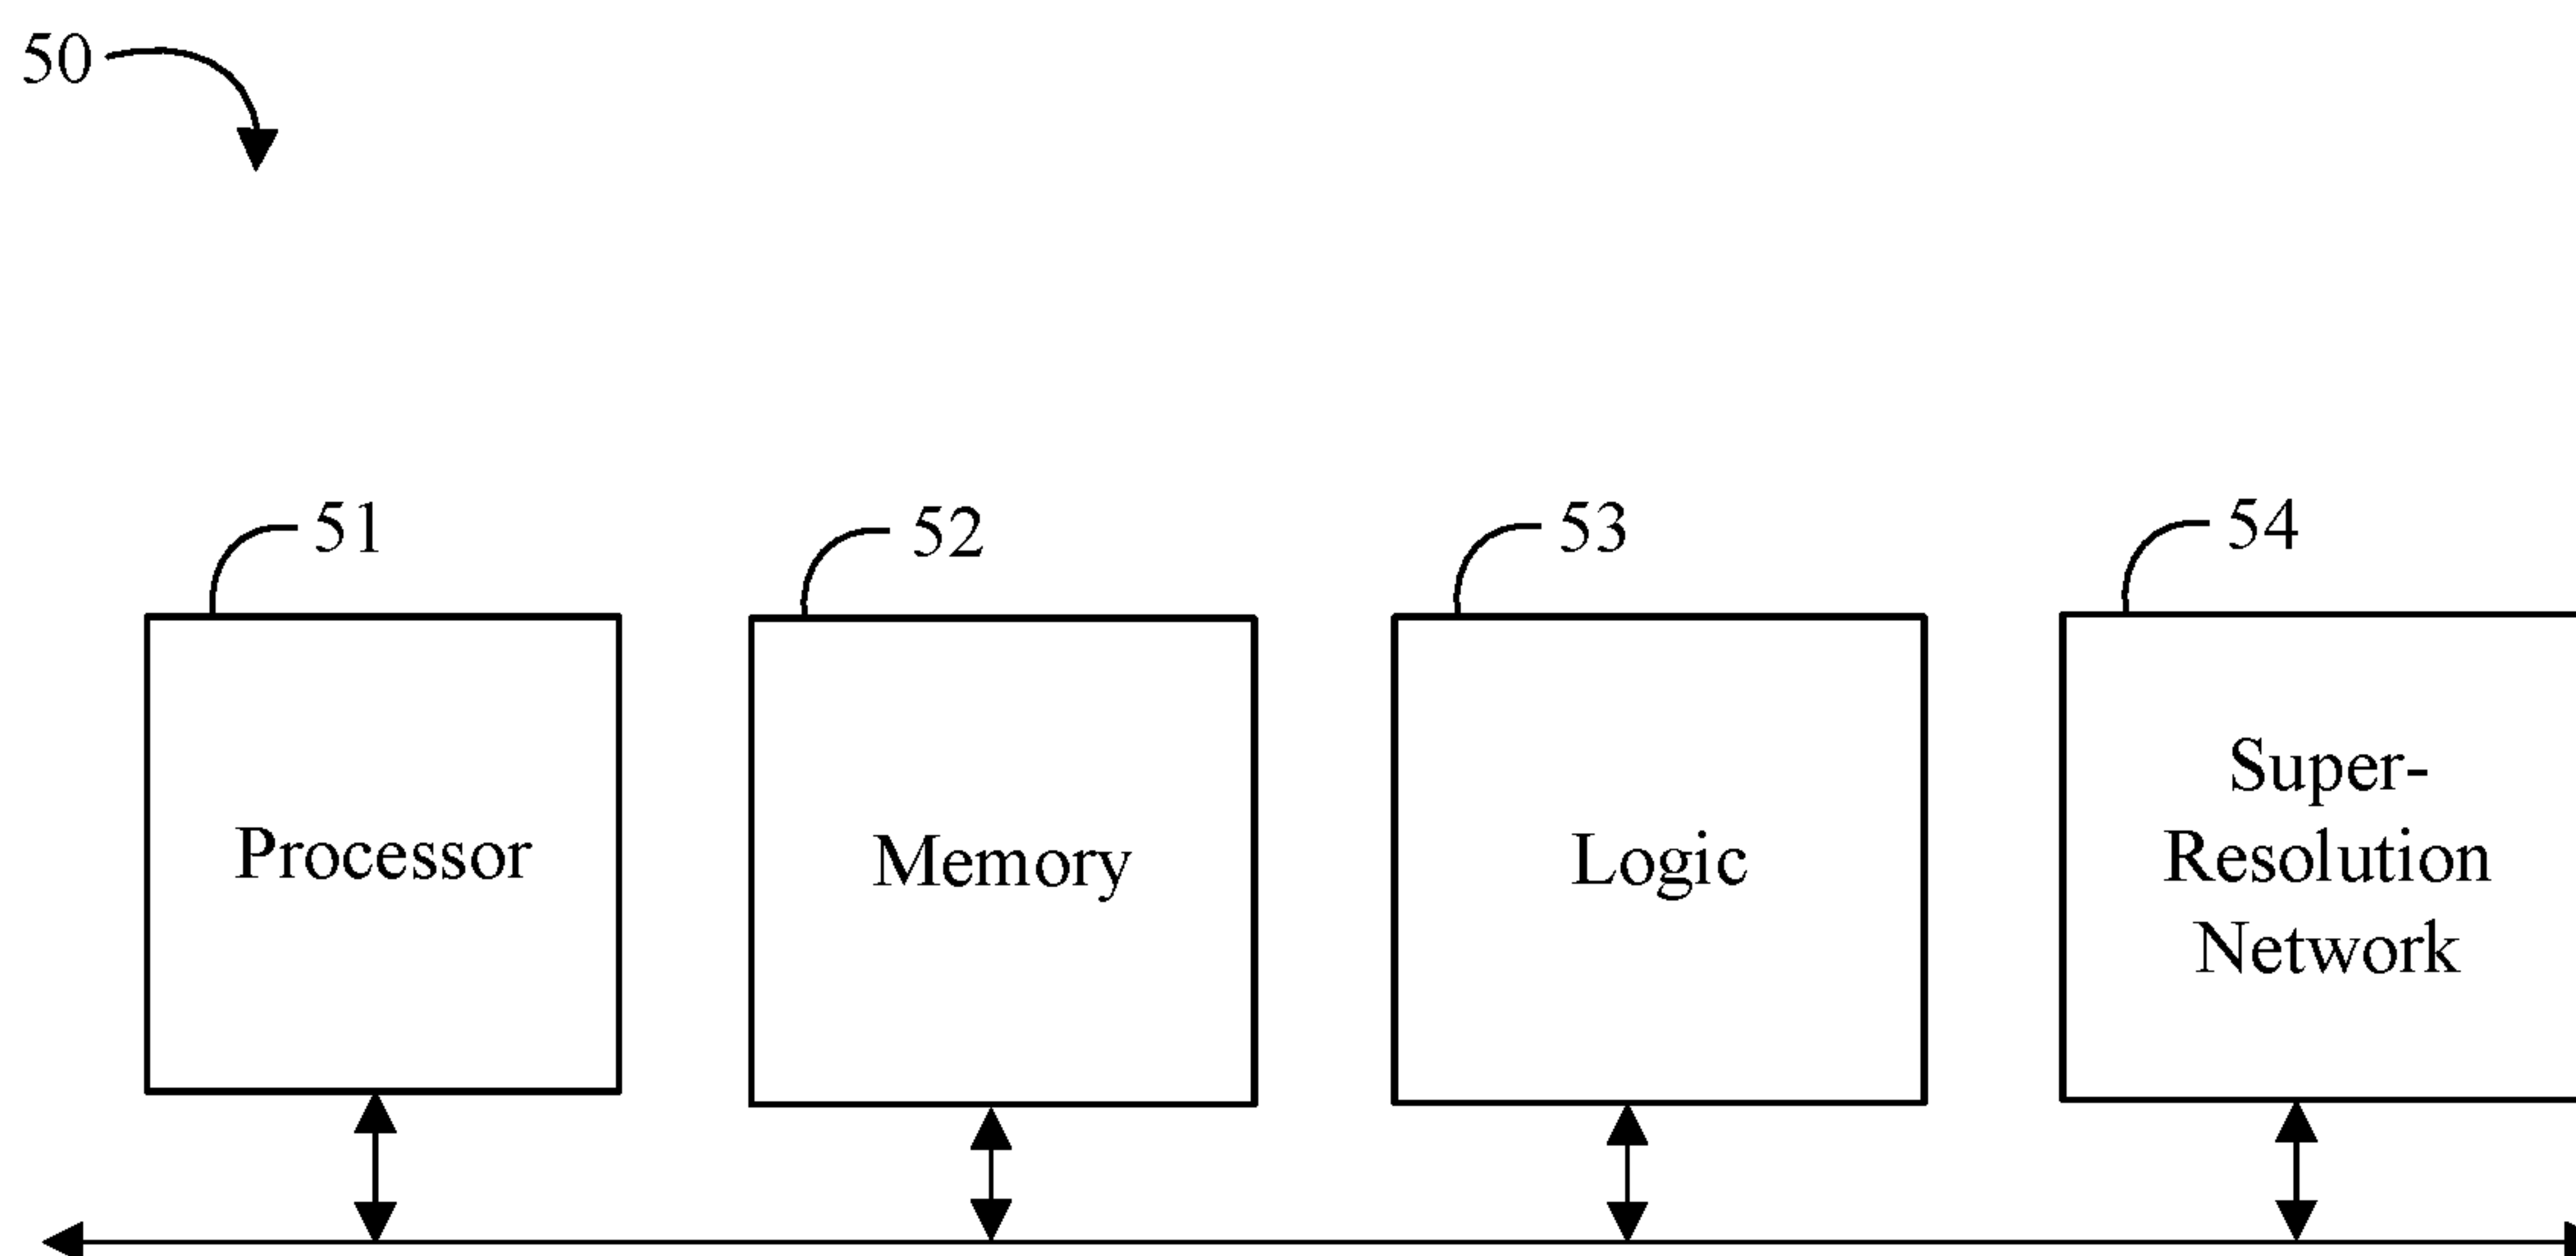 50
51
52
53
54
Processor
Memory
Logic
Super-
Resolution
Network